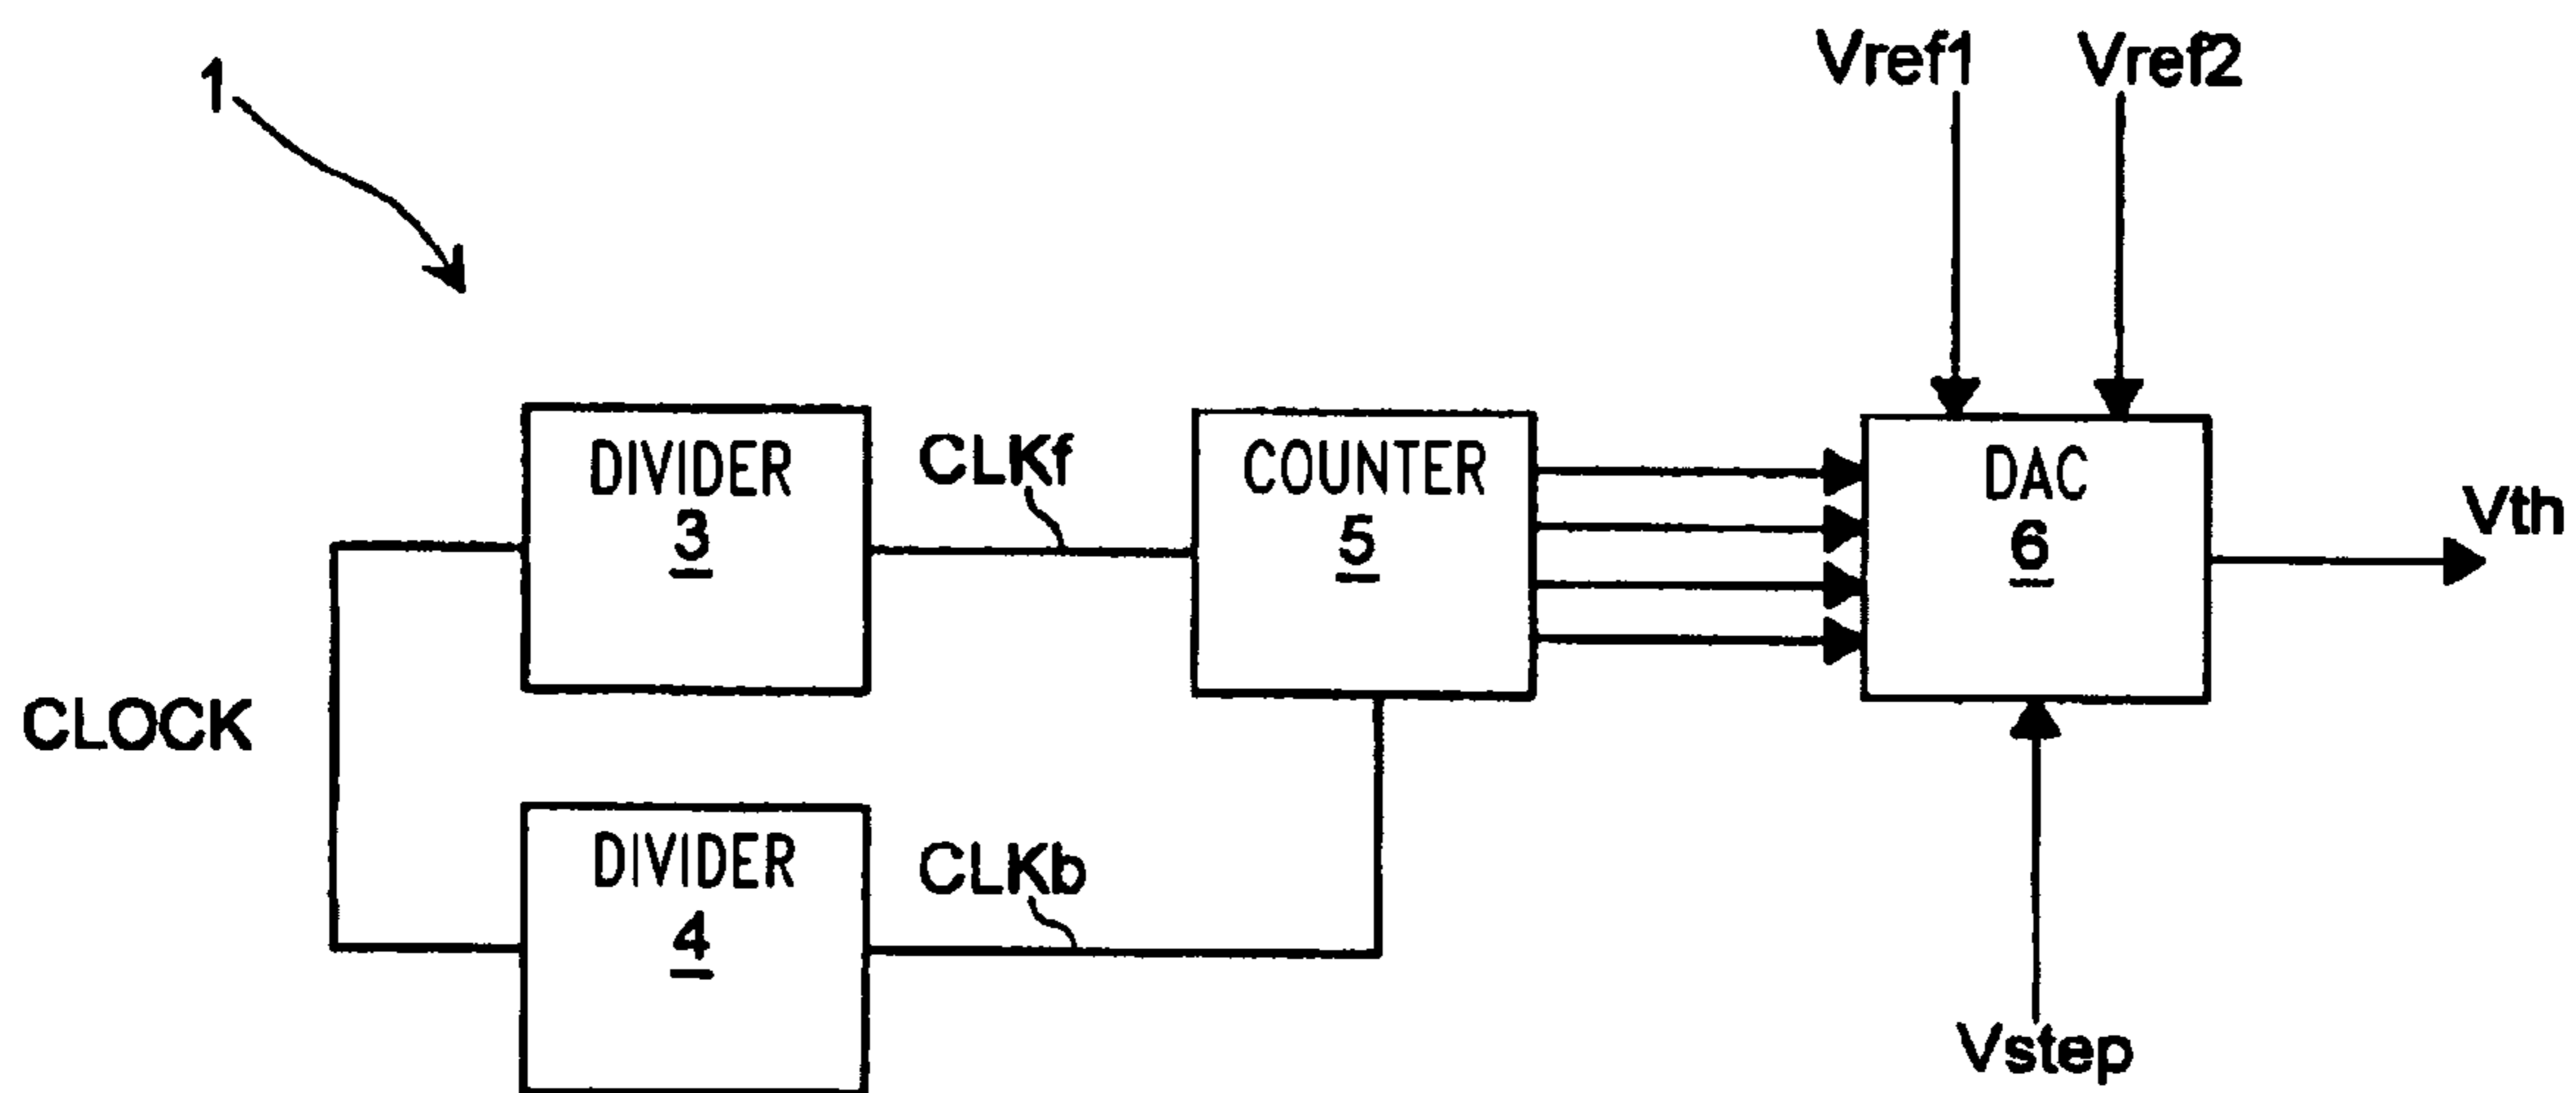 1
Vref1
Vref2
DIVIDER
3
CLKf
COUNTER
5
DAC
6
Vth
CLOCK
DIVIDER
4
CLKb
Vstep